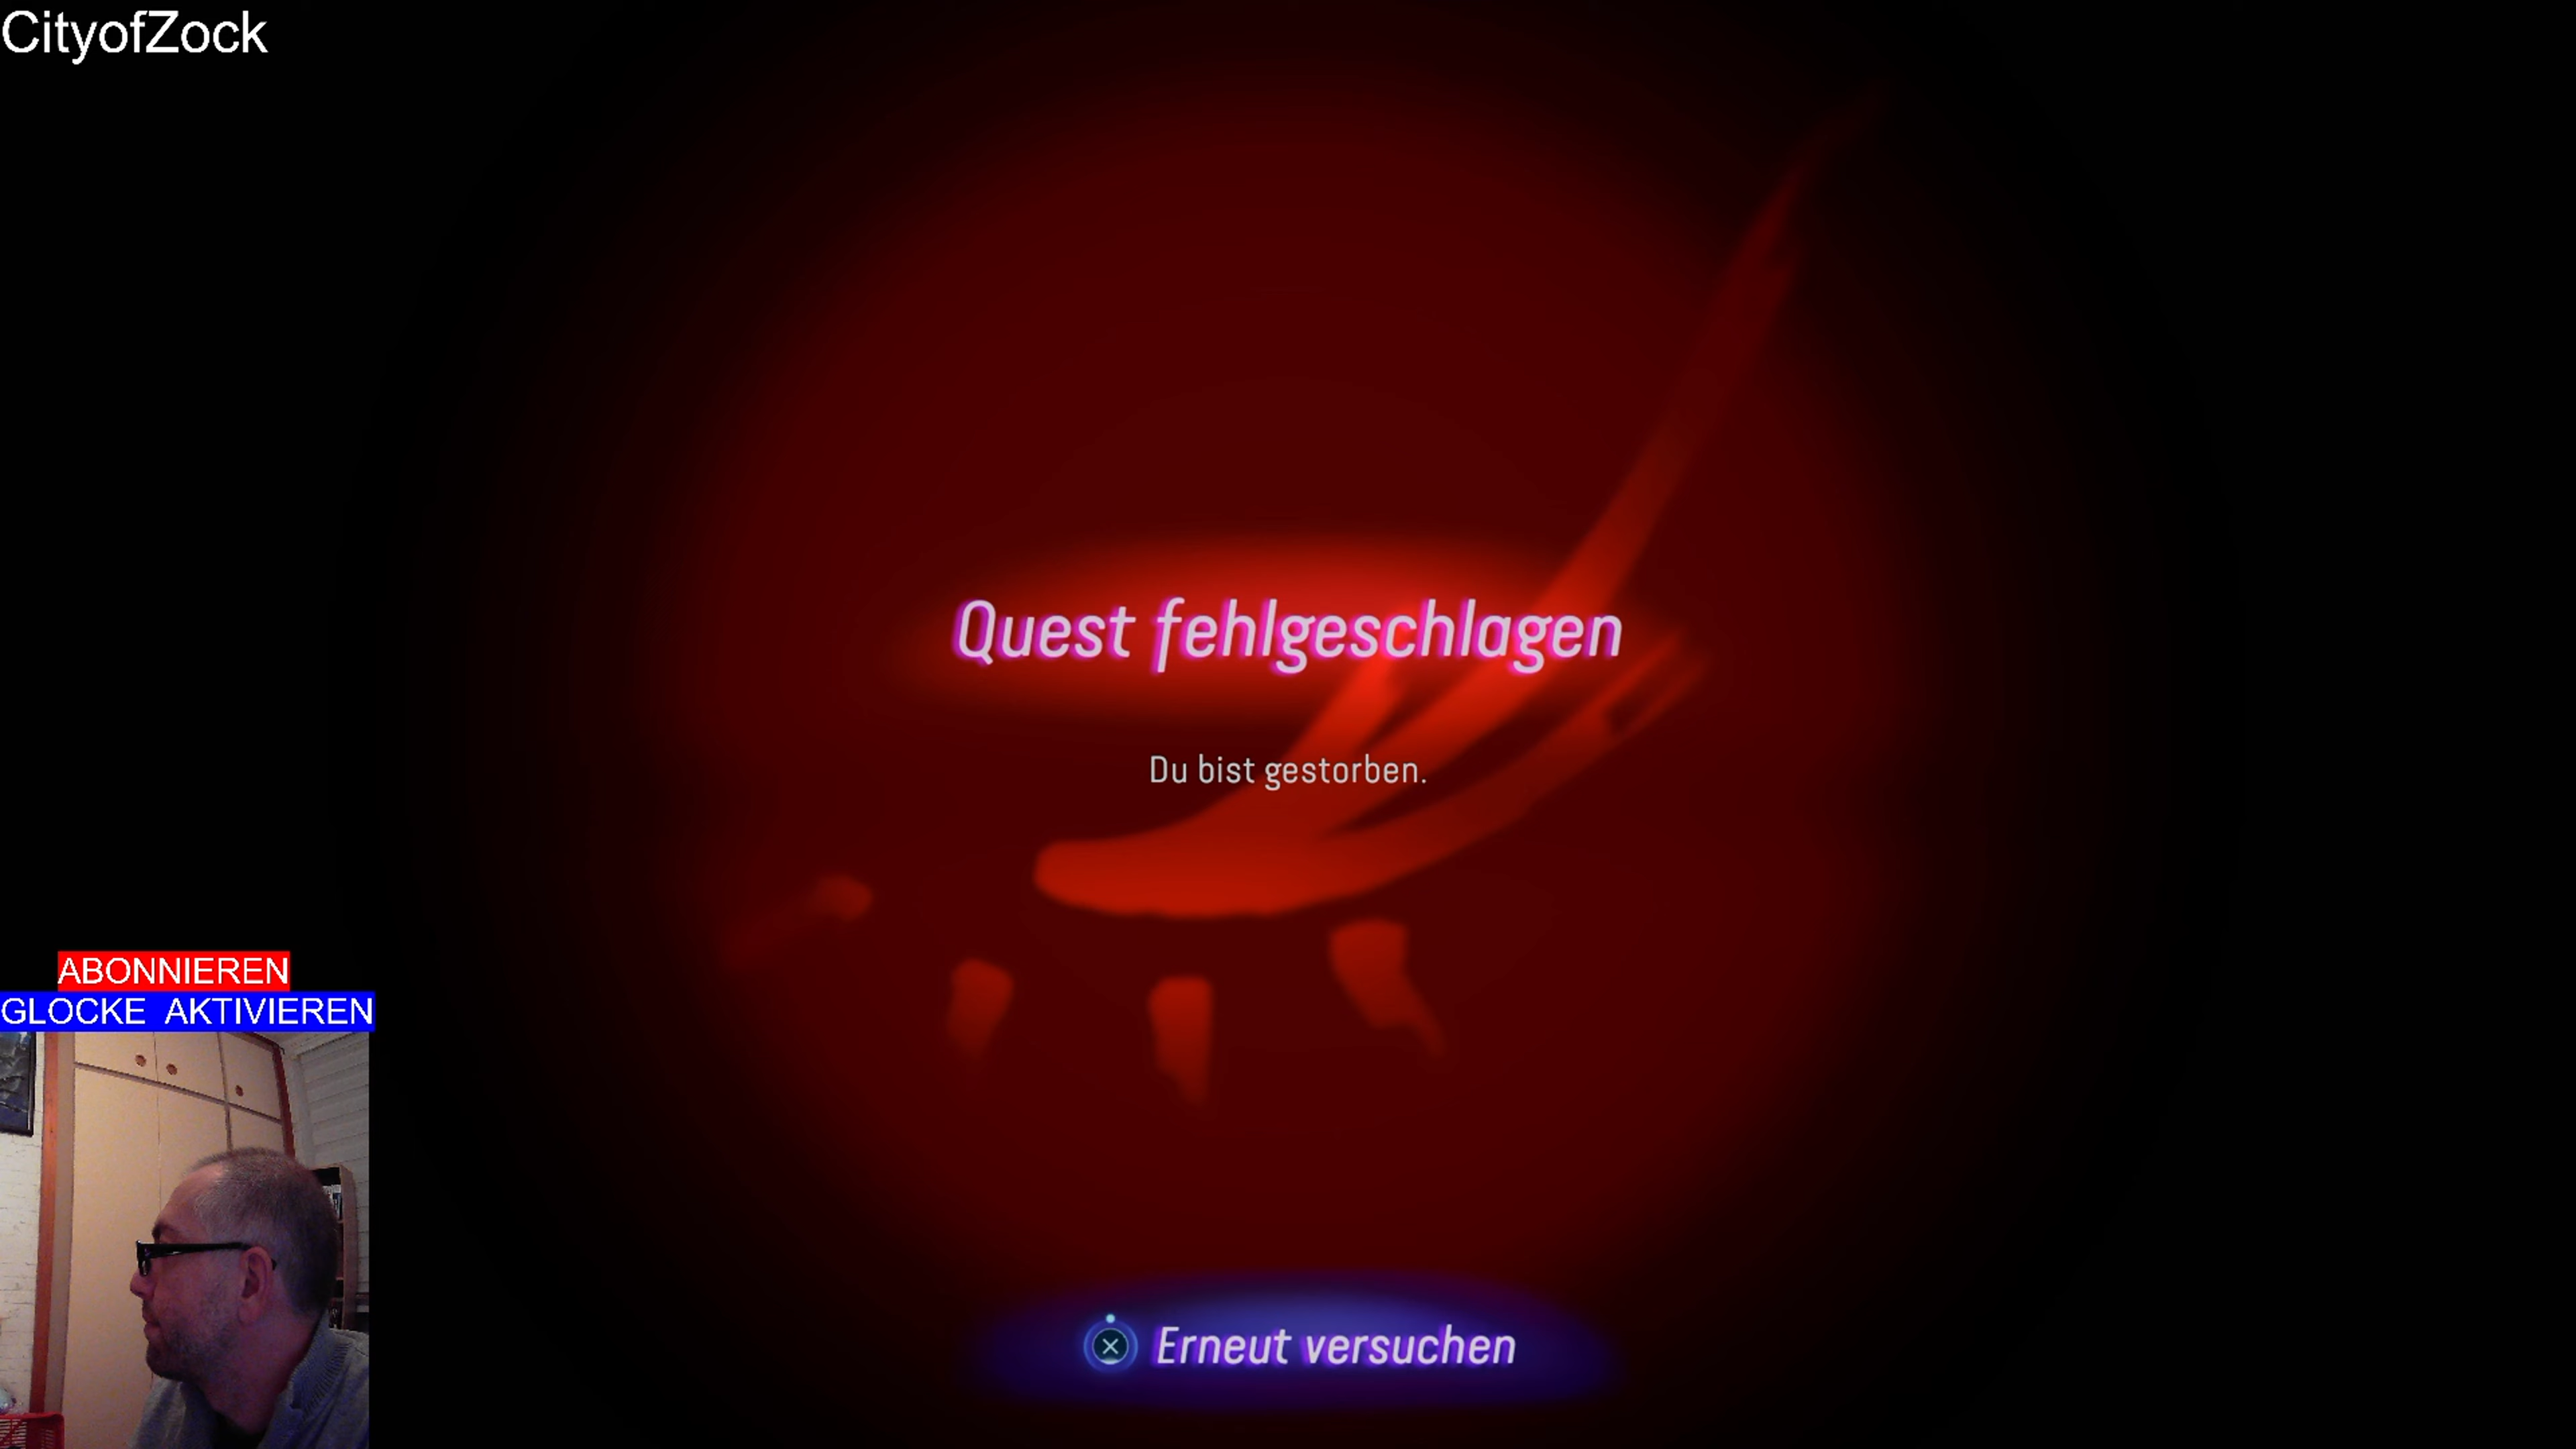 CityofZock
Quest fehlgeschlagen
Du bist gestorben.
ABONNIEREN
GLOCKE AKTIVIEREN
Erneut versuchen